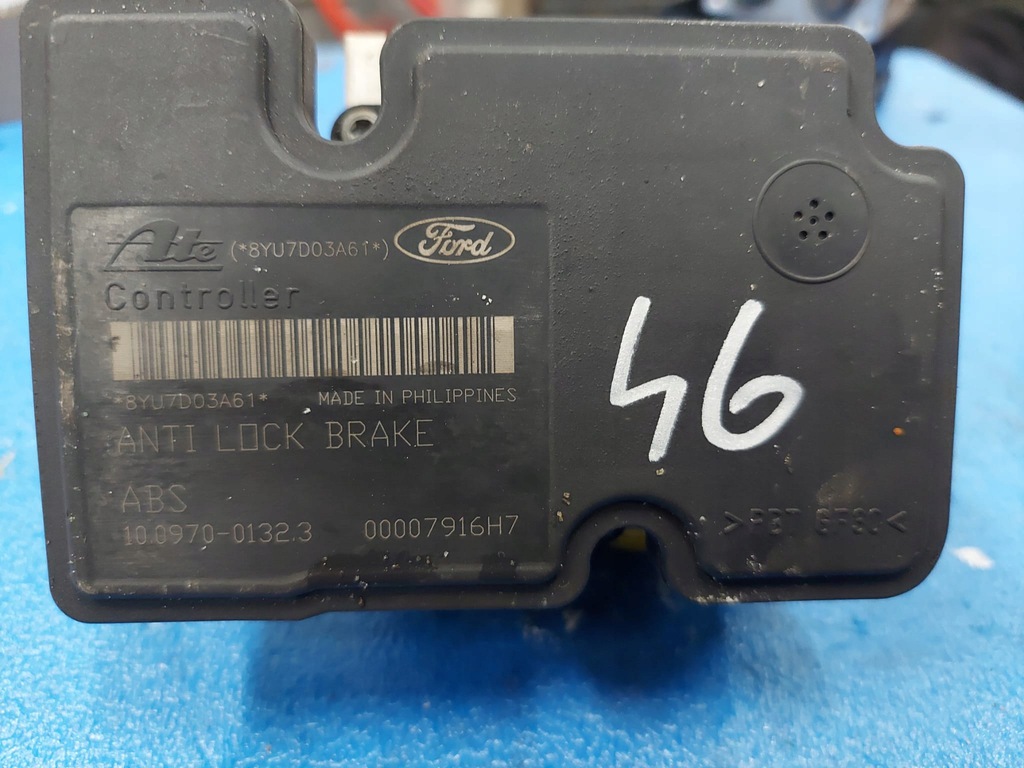 Ate (*8YU7D03A61*) Ford
Controller
*8YU7D03A61* MADE IN PHILIPPINES
ANTI LOCK BRAKE
ABS
10.0970-0132.3 00007916H7
46
>PBT GF30<